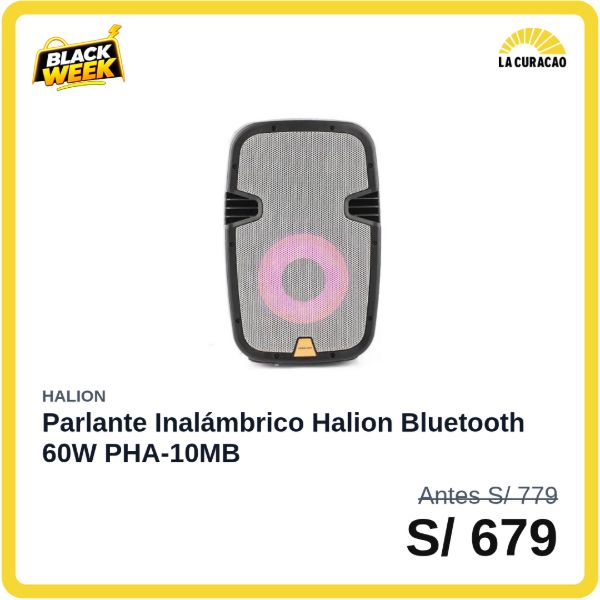 BLACK
WEEK
LA CURACAO
HALION
Parlante Inalámbrico Halion Bluetooth
60W PHA-10MB
Antes S/ 779
S/ 679